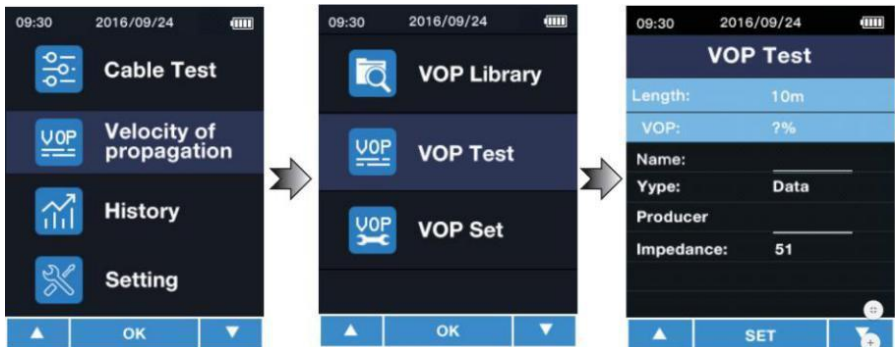 09:30 2016/09/24
Cable Test
VOP
Velocity of
propagation
History
Setting
OK
09:30 2016/09/24
VOP Library
VOP
VOP Test
VOP
VOP Set
OK
09:30 2016/09/24
VOP Test
Length: 10m
VOP: ?%
Name:
Yype: Data
Producer
Impedance: 51
SET